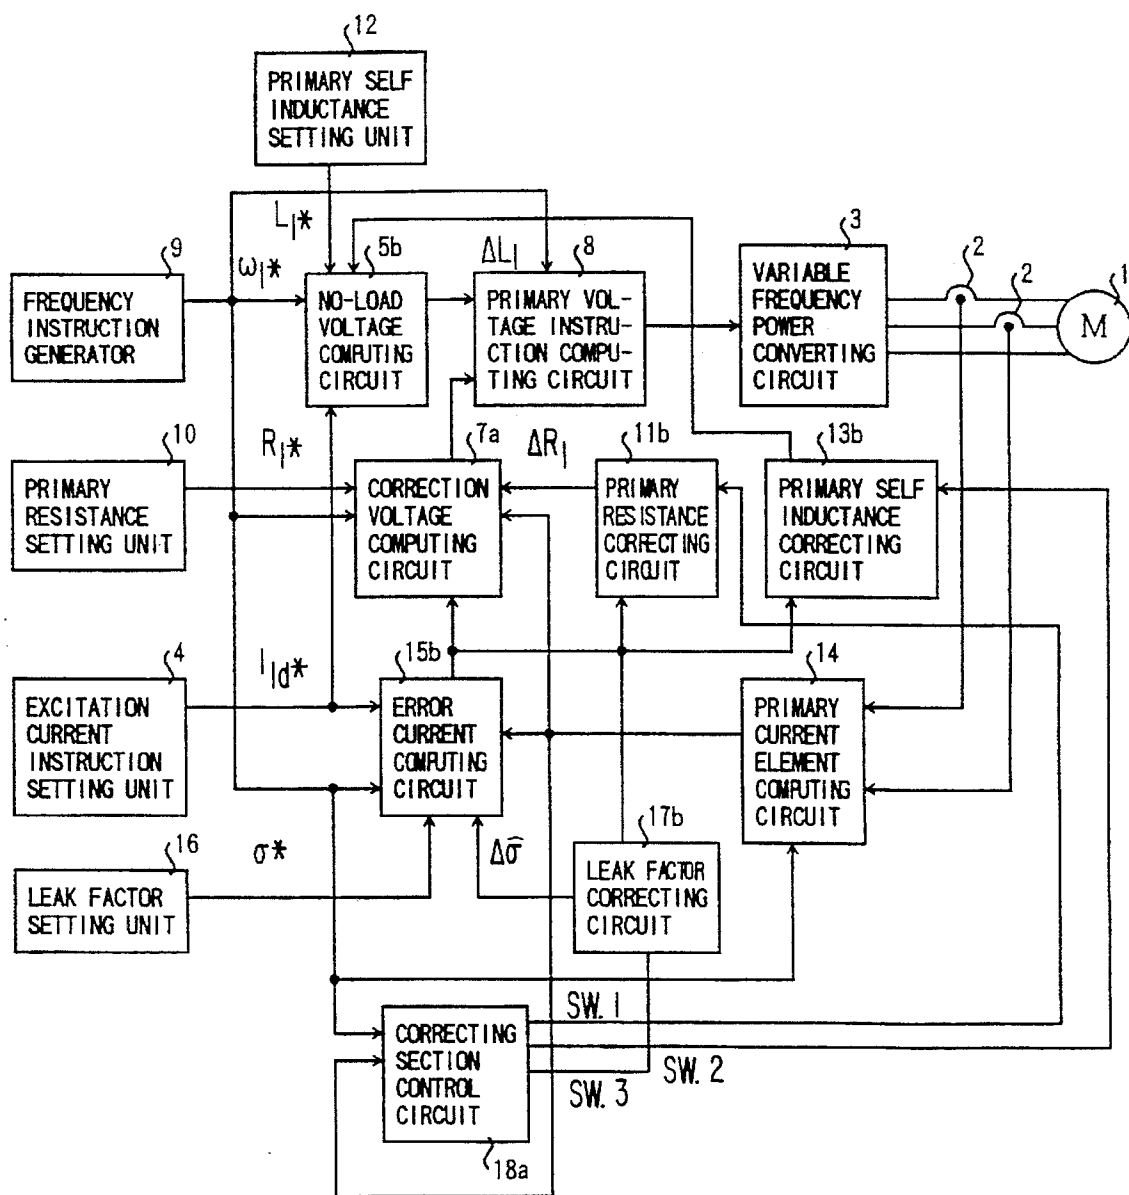 12
PRIMARY SELF
INDUCTANCE
SETTING UNIT
L1*
9
FREQUENCY
INSTRUCTION
GENERATOR
ω1*
5b
NO-LOAD
VOLTAGE
COMPUTING
CIRCUIT
ΔL1
8
PRIMARY VOL-
TAGE INSTRU-
CTION COMPU-
TING CIRCUIT
3
VARIABLE
FREQUENCY
POWER
CONVERTING
CIRCUIT
2
2
1
M
10
PRIMARY
RESISTANCE
SETTING UNIT
R1*
7a
CORRECTION
VOLTAGE
COMPUTING
CIRCUIT
ΔR1
11b
PRIMARY
RESISTANCE
CORRECTING
CIRCUIT
13b
PRIMARY SELF
INDUCTANCE
CORRECTING
CIRCUIT
4
EXCITATION
CURRENT
INSTRUCTION
SETTING UNIT
I1d*
15b
ERROR
CURRENT
COMPUTING
CIRCUIT
14
PRIMARY
CURRENT
ELEMENT
COMPUTING
CIRCUIT
16
LEAK FACTOR
SETTING UNIT
σ*
Δσ̂
17b
LEAK FACTOR
CORRECTING
CIRCUIT
CORRECTING
SECTION
CONTROL
CIRCUIT
18a
SW. 1
SW. 2
SW. 3